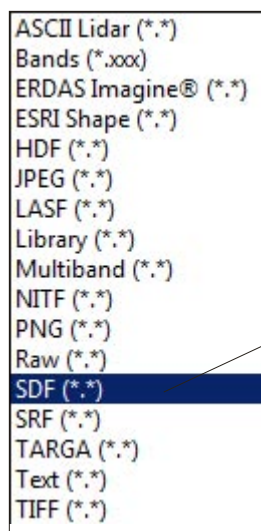 ASCII Lidar (*.*)
Bands (*.xxx)
ERDAS Imagine® (*.*)
ESRI Shape (*.*)
HDF (*.*)
JPEG (*.*)
LASF (*.*)
Library (*.*)
Multiband (*.*)
NITF (*.*)
PNG (*.*)
Raw (*.*)
SDF (*.*)
SRF (*.*)
TARGA (*.*)
Text (*.*)
TIFF (*.*)